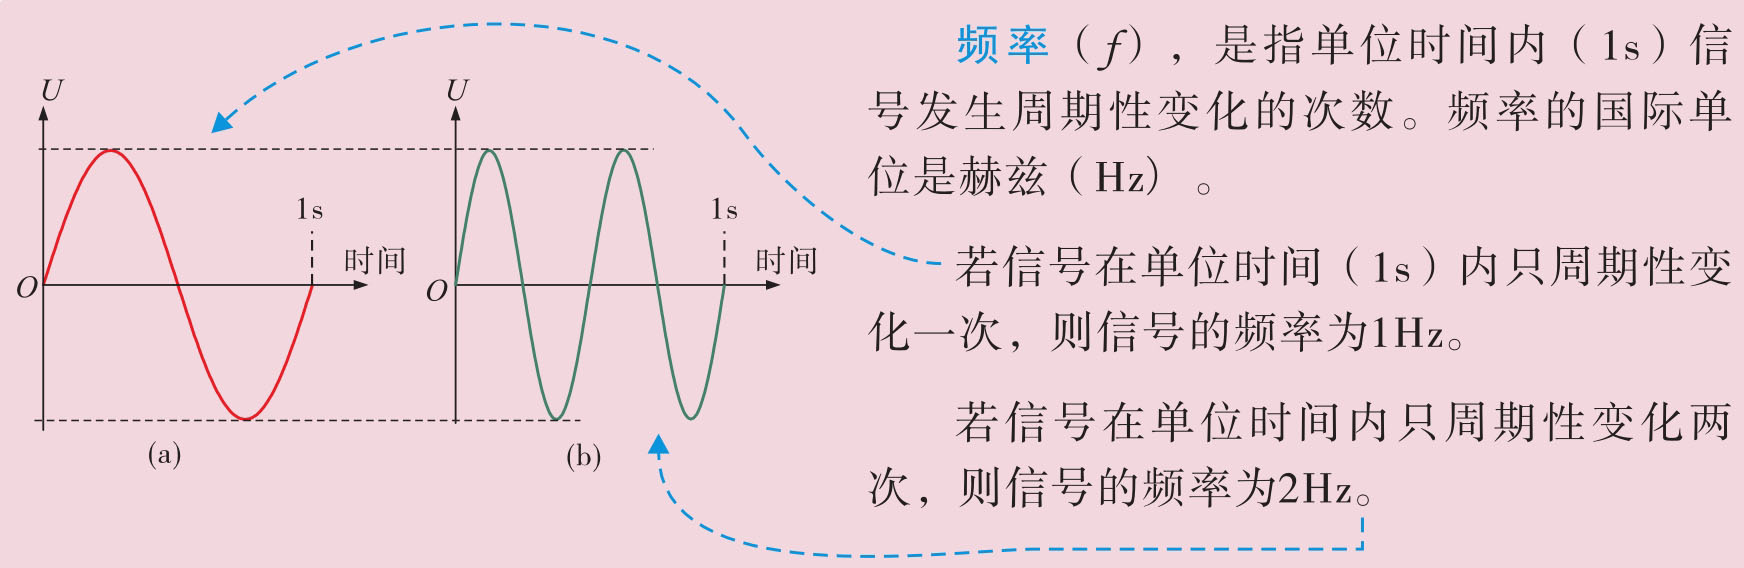 频率（f），是指单位时间内（1s）信
号发生周期性变化的次数。频率的国际单
位是赫兹（Hz）。
若信号在单位时间（1s）内只周期性变
化一次，则信号的频率为1Hz。
若信号在单位时间内只周期性变化两
次，则信号的频率为2Hz。
U
1s
时间
O
(a)
U
1s
时间
O
(b)